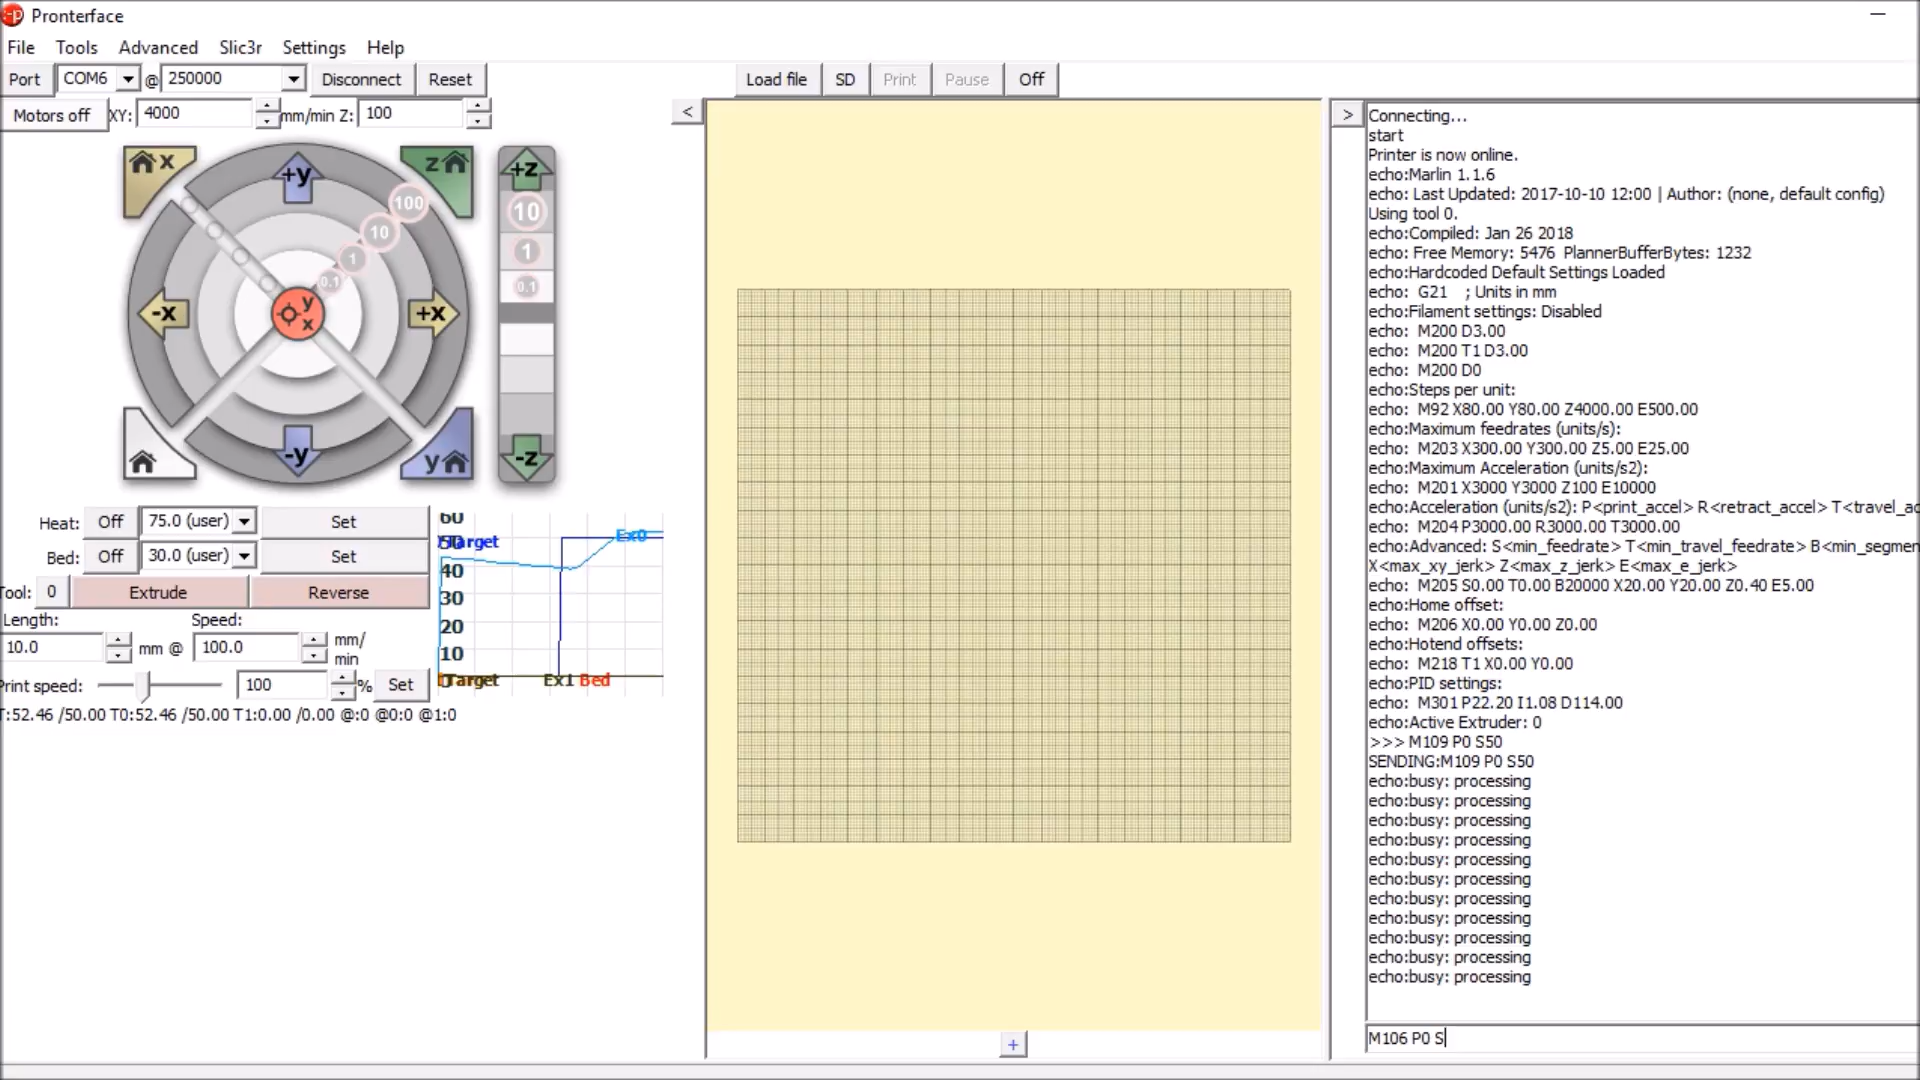 Pronterface
File Tools Advanced Slic3r Settings Help
Port COM6 @ 250000 Disconnect Reset Load file SD Print Pause Off
Motors off XY: 4000 mm/min Z: 100 < >
x z +y +z
100 10 1 0.1
10 1 0.1
-x y x +x
-y y -z
Heat: Off 75.0 (user) Set
Bed: Off 30.0 (user) Set
Tool: 0 Extrude Reverse
Length: Speed:
10.0 mm @ 100.0 mm/
min
Print speed: 100 % Set
T:52.46 /50.00 T0:52.46 /50.00 T1:0.00 /0.00 @:0 @0:0 @1:0
60
50 Target Ex0
40
30
20
10
0 Target Ex1 Bed
+
Connecting...
start
Printer is now online.
echo:Marlin 1.1.6
echo: Last Updated: 2017-10-10 12:00 | Author: (none, default config)
Using tool 0.
echo:Compiled: Jan 26 2018
echo: Free Memory: 5476 PlannerBufferBytes: 1232
echo:Hardcoded Default Settings Loaded
echo: G21 ; Units in mm
echo:Filament settings: Disabled
echo: M200 D3.00
echo: M200 T1 D3.00
echo: M200 D0
echo:Steps per unit:
echo: M92 X80.00 Y80.00 Z4000.00 E500.00
echo:Maximum feedrates (units/s):
echo: M203 X300.00 Y300.00 Z5.00 E25.00
echo:Maximum Acceleration (units/s2):
echo: M201 X3000 Y3000 Z100 E10000
echo:Acceleration (units/s2): P<print_accel> R<retract_accel> T<travel_ac
echo: M204 P3000.00 R3000.00 T3000.00
echo:Advanced: S<min_feedrate> T<min_travel_feedrate> B<min_segmen
X<max_xy_jerk> Z<max_z_jerk> E<max_e_jerk>
echo: M205 S0.00 T0.00 B20000 X20.00 Y20.00 Z0.40 E5.00
echo:Home offset:
echo: M206 X0.00 Y0.00 Z0.00
echo:Hotend offsets:
echo: M218 T1 X0.00 Y0.00
echo:PID settings:
echo: M301 P22.20 I1.08 D114.00
echo:Active Extruder: 0
>>> M109 P0 S50
SENDING:M109 P0 S50
echo:busy: processing
echo:busy: processing
echo:busy: processing
echo:busy: processing
echo:busy: processing
echo:busy: processing
echo:busy: processing
echo:busy: processing
echo:busy: processing
echo:busy: processing
echo:busy: processing
M106 P0 S